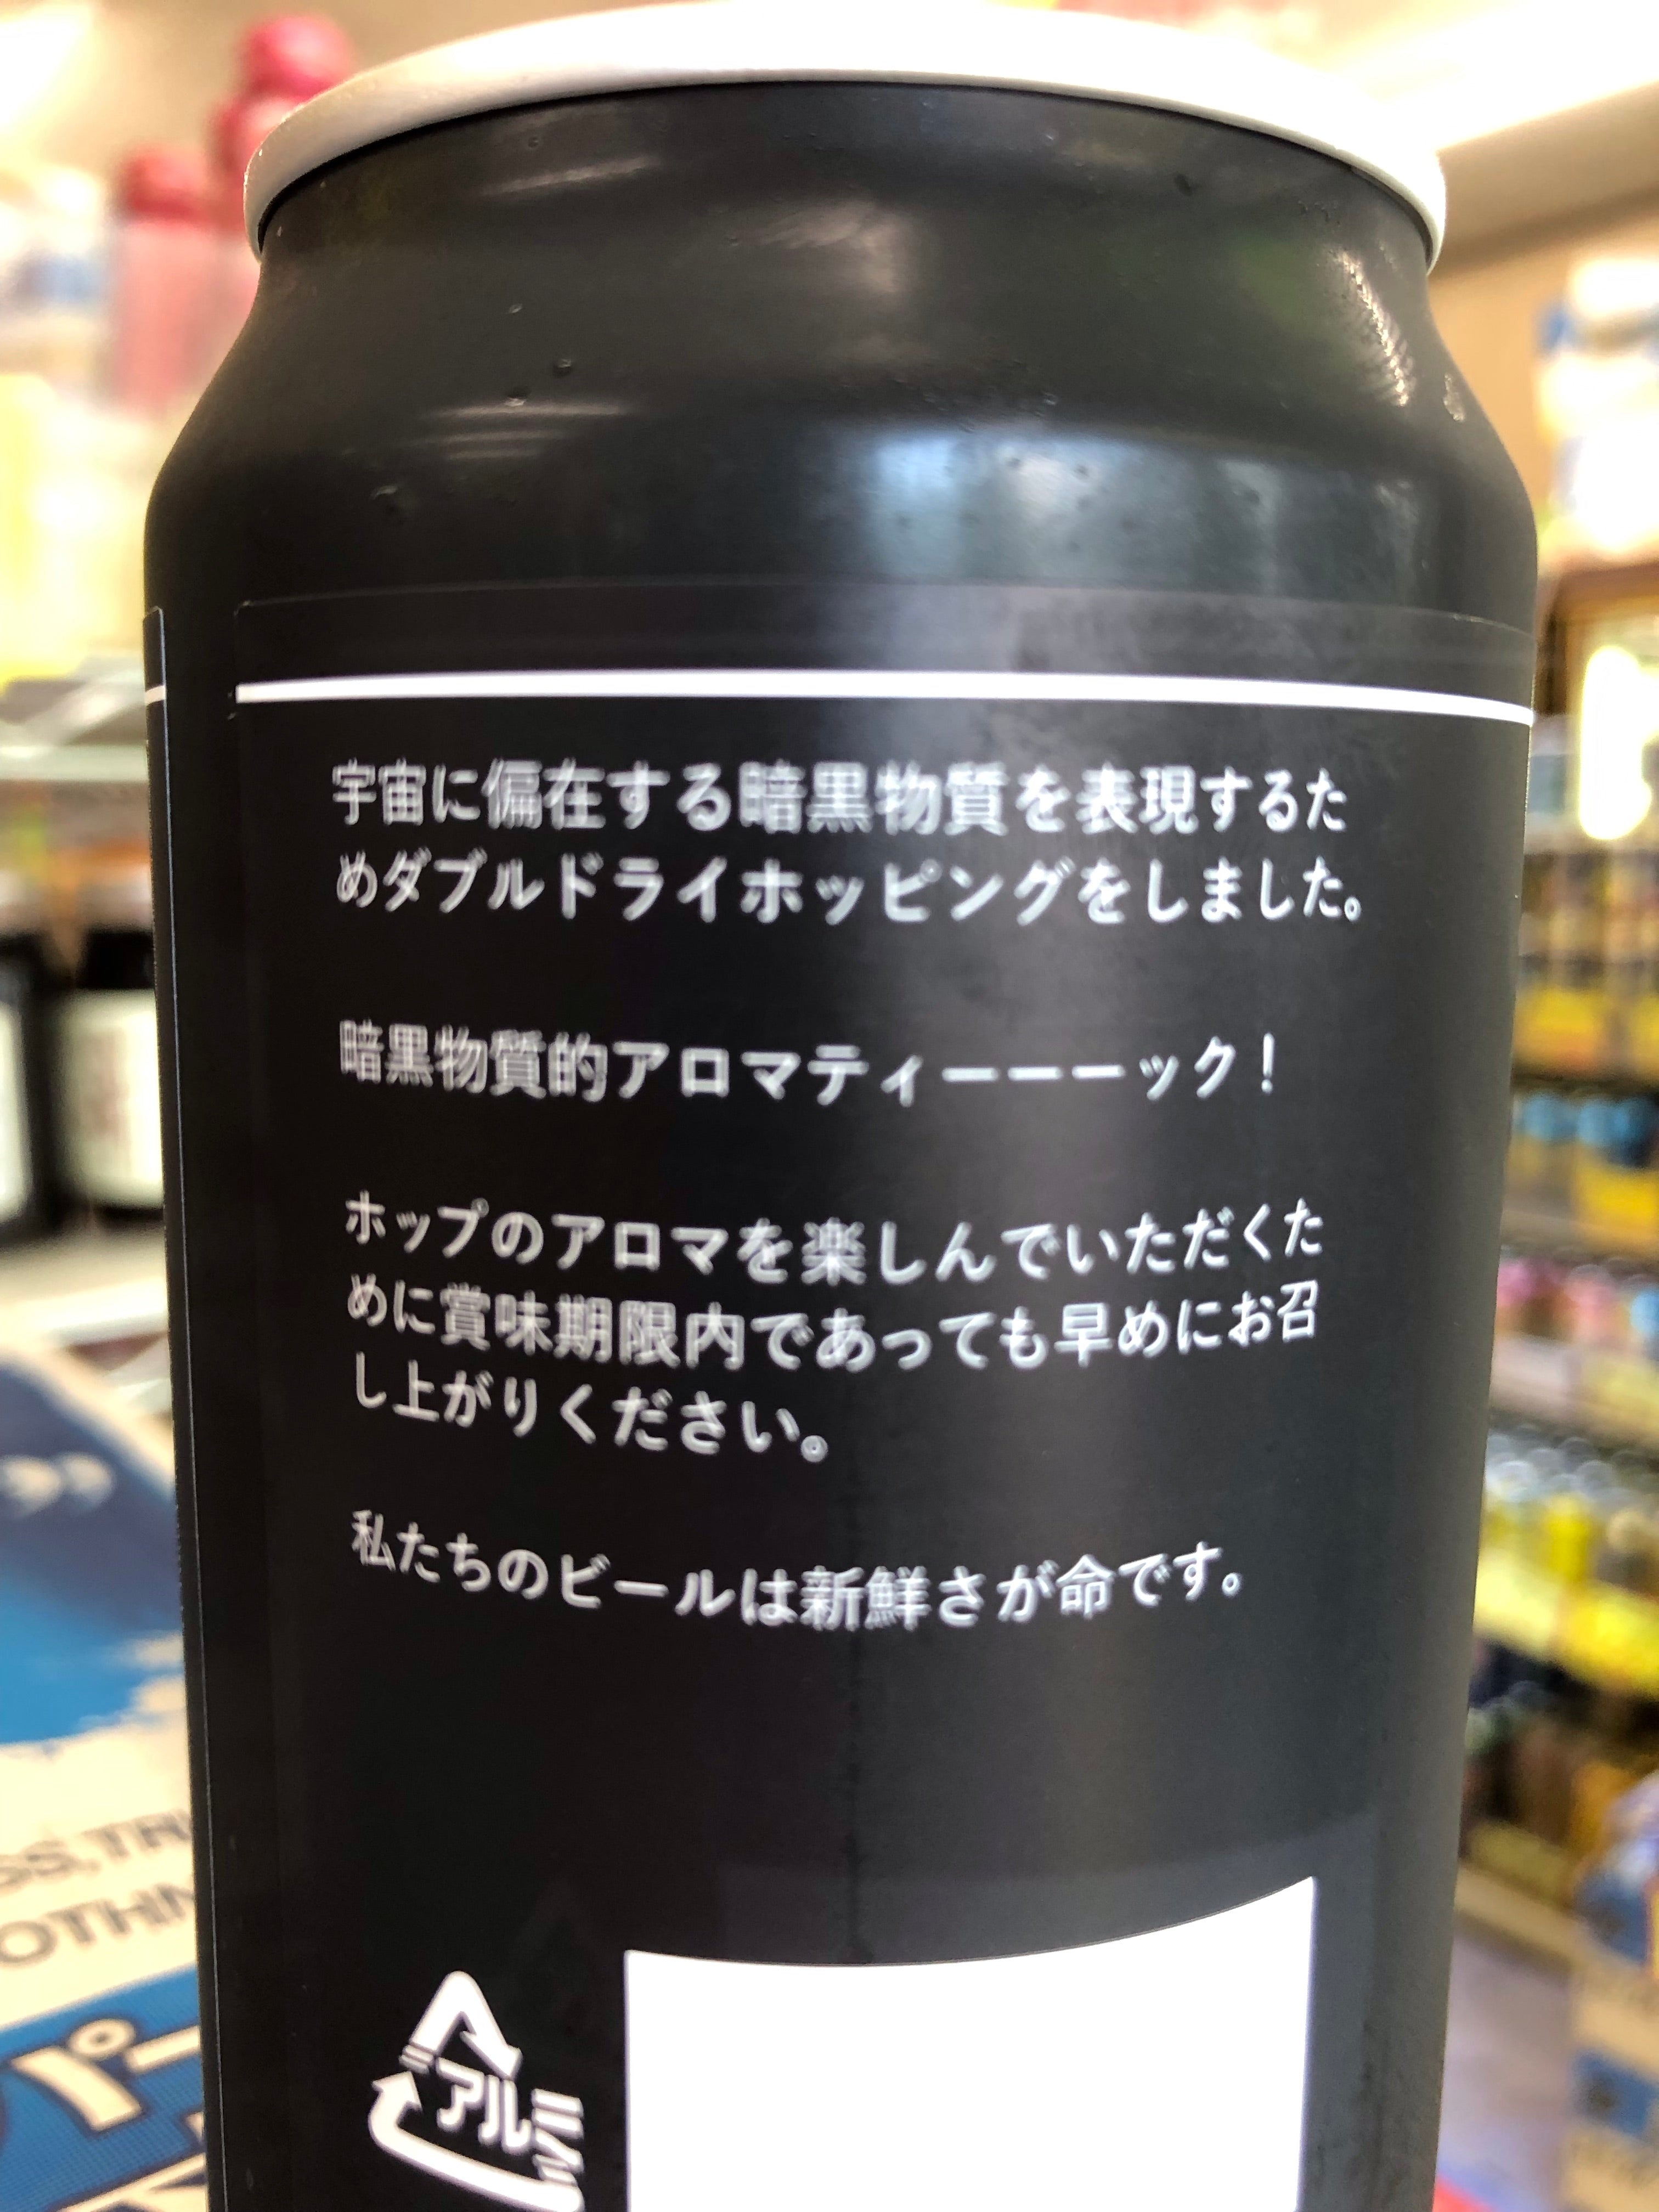 宇宙に偏在する暗黒物質を表現するた
めダブルドライホッピングをしました。
暗黒物質的アロマティーーーック！
ホップのアロマを楽しんでいただくた
めに賞味期限内であっても早めにお召
し上がりください。
私たちのビールは新鮮さが命です。
アルミ